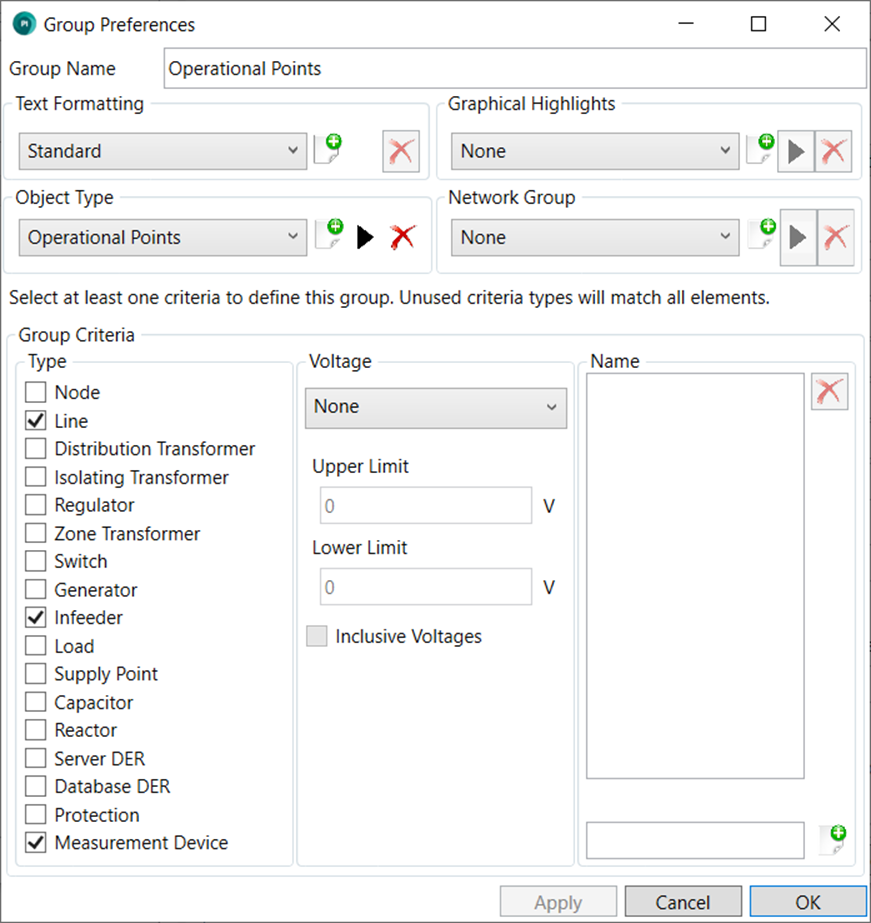 Group Preferences
Group Name
Operational Points
Text Formatting
Graphical Highlights
Standard
None
Object Type
Network Group
Operational Points
None
Select at least one criteria to define this group. Unused criteria types will match all elements.
Group Criteria
Type
Voltage
Name
Node
Line
Distribution Transformer
Isolating Transformer
Regulator
Zone Transformer
Switch
Generator
Infeeder
Load
Supply Point
Capacitor
Reactor
Server DER
Database DER
Protection
Measurement Device
None
Upper Limit
0 V
Lower Limit
0 V
Inclusive Voltages
Apply
Cancel
OK